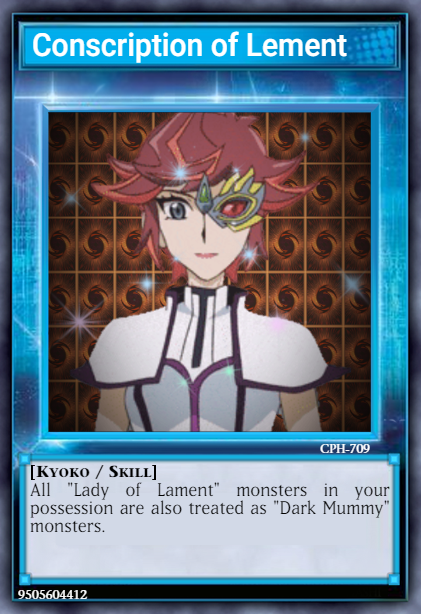 Conscription of Lement
CPH-709
[Kyoko / Skill]
All "Lady of Lament" monsters in your
possession are also treated as "Dark Mummy"
monsters.
9505604412